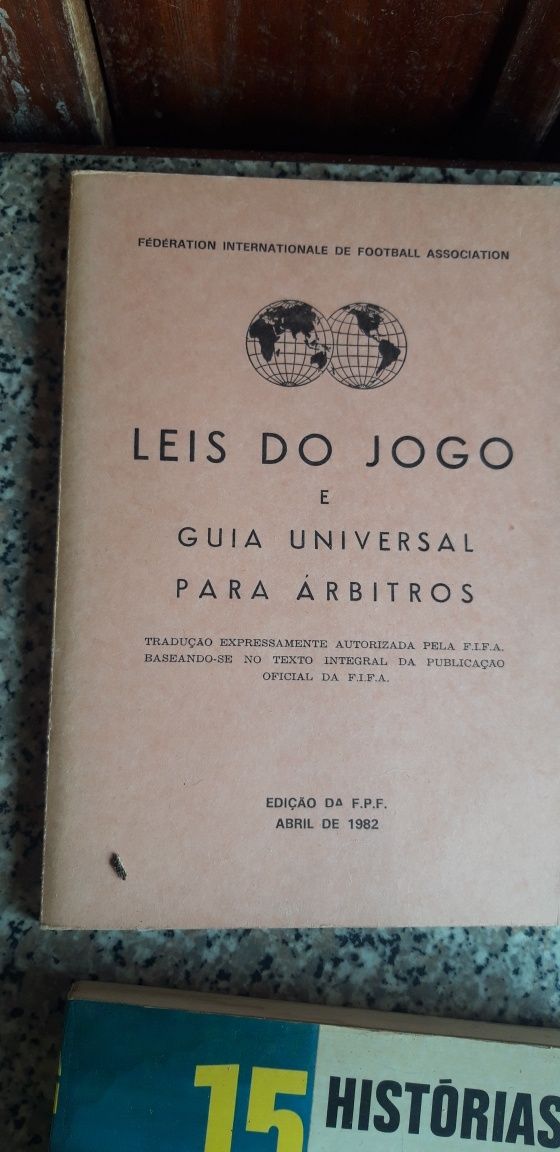 FÉDÉRATION INTERNATIONALE DE FOOTBALL ASSOCIATION
LEIS DO JOGO
E
GUIA UNIVERSAL
PARA ÁRBITROS
TRADUÇÃO EXPRESSAMENTE AUTORIZADA PELA F.I.F.A.
BASEANDO-SE NO TEXTO INTEGRAL DA PUBLICAÇÃO
OFICIAL DA F.I.F.A.
EDIÇÃO DA F.P.F.
ABRIL DE 1982
15 HISTÓRIAS